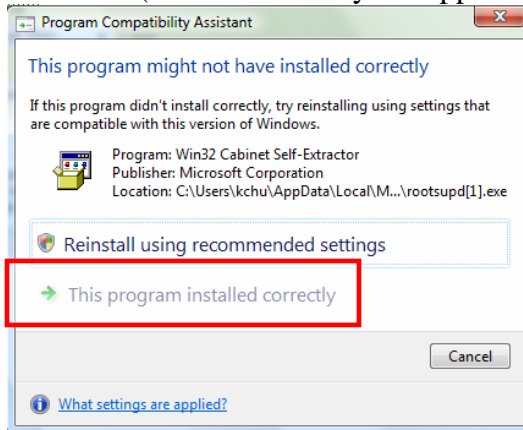 Program Compatibility Assistant
This program might not have installed correctly
If this program didn't install correctly, try reinstalling using settings that
are compatible with this version of Windows.
Program: Win32 Cabinet Self-Extractor
Publisher: Microsoft Corporation
Location: C:\Users\kchu\AppData\Local\M...\rootsupd[1].exe
Reinstall using recommended settings
This program installed correctly
Cancel
What settings are applied?